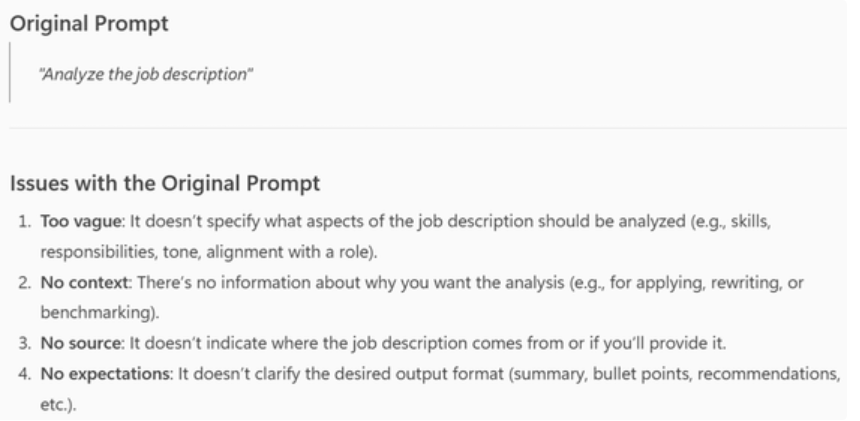 Original Prompt
"Analyze the job description"
Issues with the Original Prompt
1. Too vague: It doesn't specify what aspects of the job description should be analyzed (e.g., skills,
responsibilities, tone, alignment with a role).
2. No context: There's no information about why you want the analysis (e.g., for applying, rewriting, or
benchmarking).
3. No source: It doesn't indicate where the job description comes from or if you'll provide it.
4. No expectations: It doesn't clarify the desired output format (summary, bullet points, recommendations,
etc.).